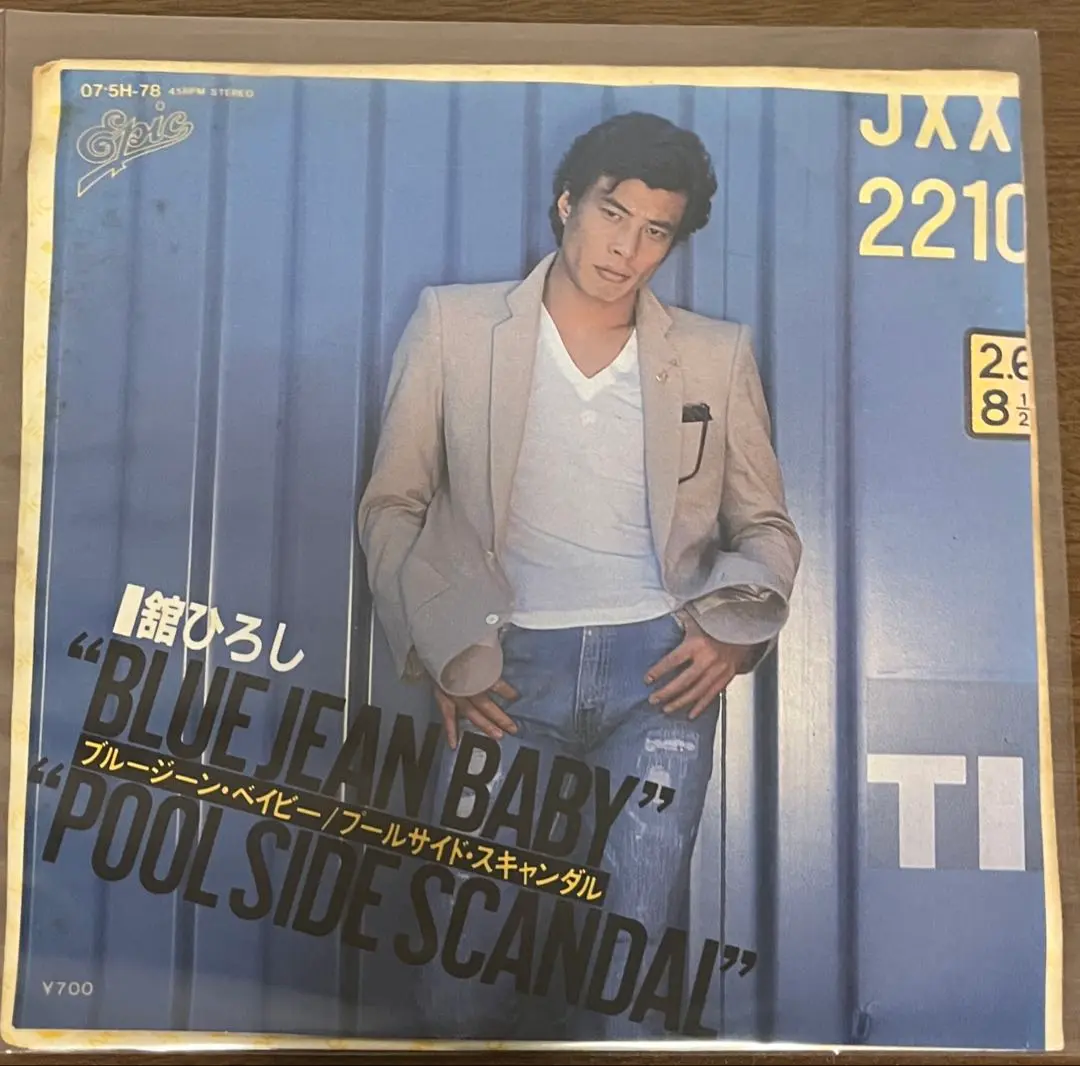 07・5H-78 45RPM STEREO
Epic
JXX
2210
2.6
8 1/2
舘ひろし
“BLUE JEAN BABY”
ブルージーン・ベイビー/プールサイド・スキャンダル
“POOL SIDE SCANDAL”
TI
¥700